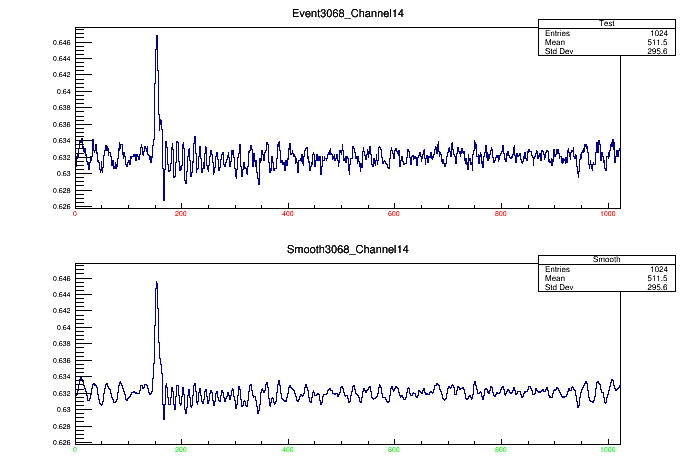 Event3068_Channel14
Test
Entries 1024
Mean 511.5
Std Dev 295.6
0.646
0.644
0.642
0.64
0.638
0.636
0.634
0.632
0.63
0.628
0.626
0 200 400 600 800 1000
Smooth3068_Channel14
Smooth
Entries 1024
Mean 511.5
Std Dev 295.6
0.646
0.644
0.642
0.64
0.638
0.636
0.634
0.632
0.63
0.628
0.626
0 200 400 600 800 1000